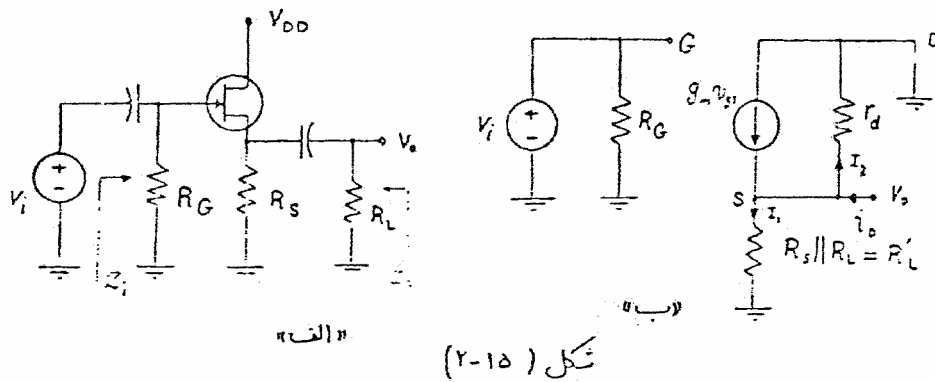 V_DD
V_o
V_i
R_G
R_S
R_L
Z_i
«الف»
G
V_i
R_G
D
g_m v_gs
r_d
I_2
S
I_1
V_o
i_o
R_S || R_L = R'_L
«ب»
شکل (۲-۱۵)